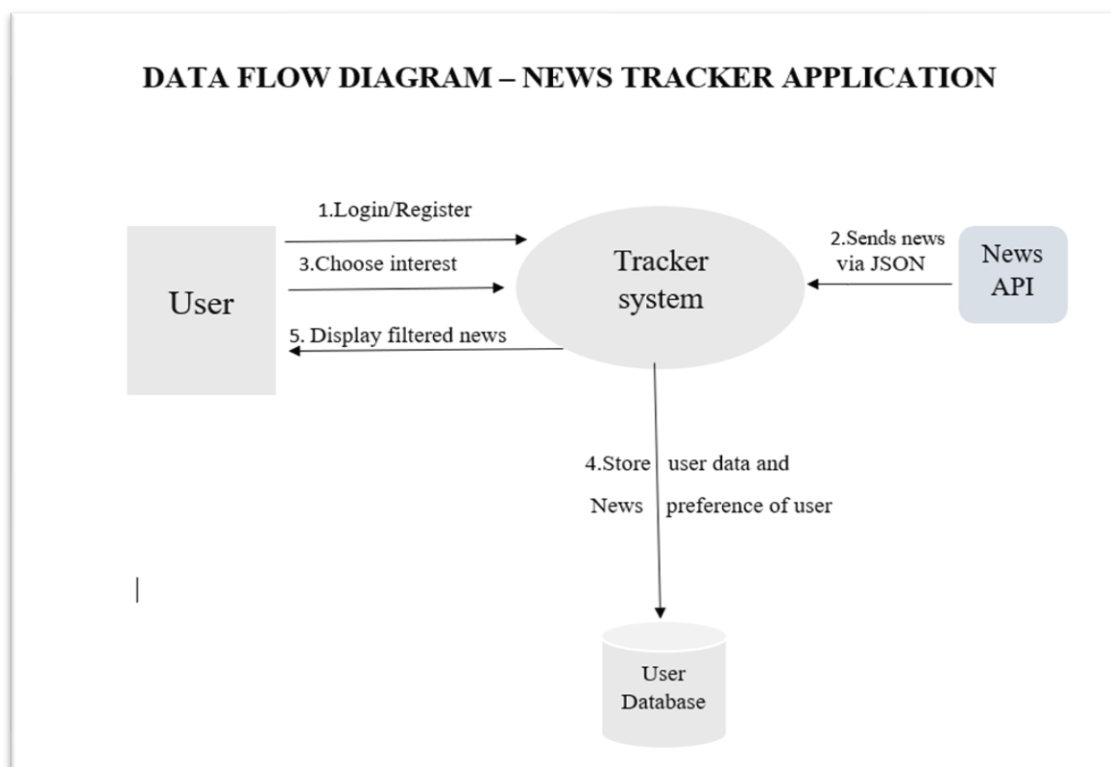 DATA FLOW DIAGRAM – NEWS TRACKER APPLICATION
1.Login/Register
3.Choose interest
User
5. Display filtered news
Tracker
system
2.Sends news
via JSON
News
API
4.Store user data and
News preference of user
User
Database